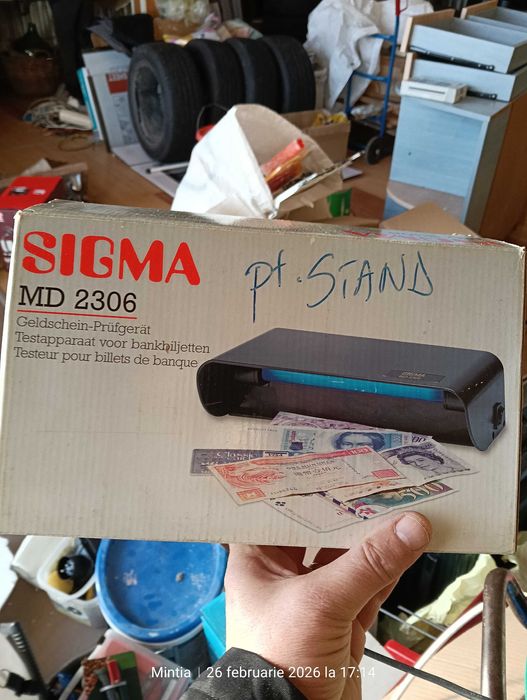 SIGMA
MD 2306
Geldschein-Prüfgerät
Testapparaat voor bankbiljetten
Testeur pour billets de banque
pt. STAND
SIGMA
Mintia | 26 februarie 2026 la 17:14